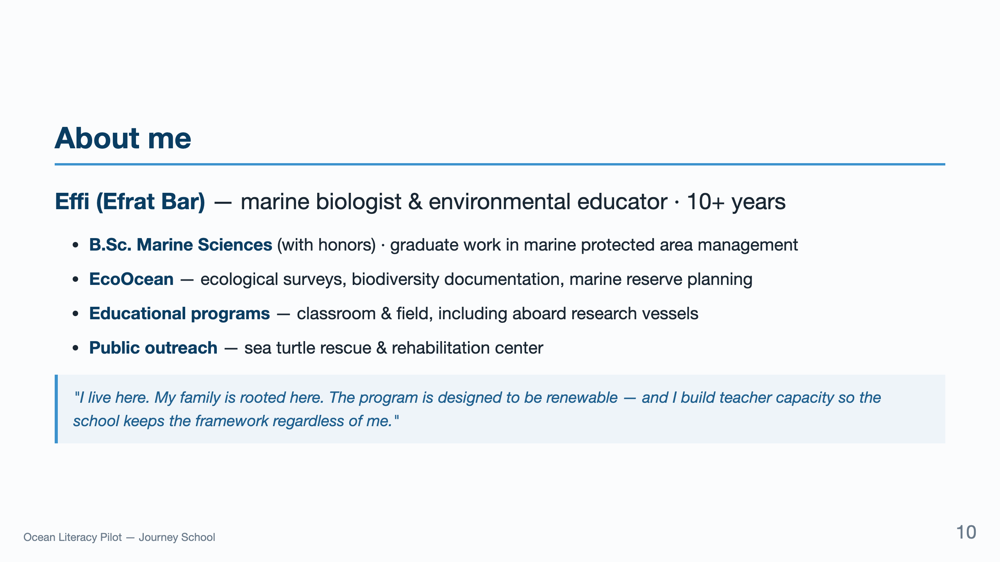 About me
Effi (Efrat Bar) — marine biologist & environmental educator · 10+ years
• B.Sc. Marine Sciences (with honors) · graduate work in marine protected area management
• EcoOcean — ecological surveys, biodiversity documentation, marine reserve planning
• Educational programs — classroom & field, including aboard research vessels
• Public outreach — sea turtle rescue & rehabilitation center
"I live here. My family is rooted here. The program is designed to be renewable — and I build teacher capacity so the
school keeps the framework regardless of me."
Ocean Literacy Pilot — Journey School
10